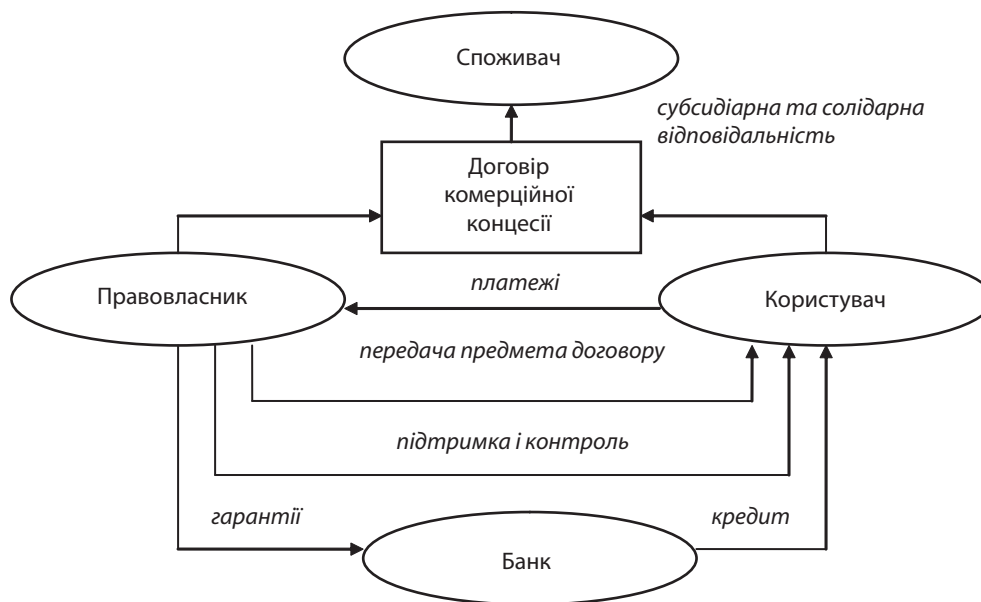 Споживач
субсидіарна та солідарна
відповідальність
Договір
комерційної
концесії
Правовласник
платежі
Користувач
передача предмета договору
підтримка і контроль
гарантії
кредит
Банк